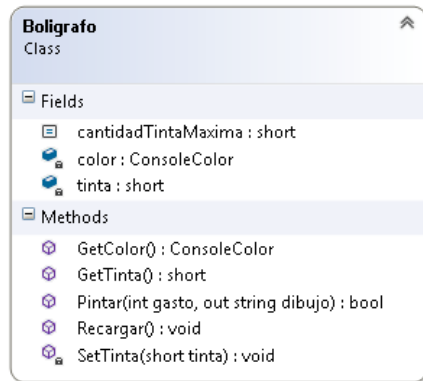 Boligrafo
Class
Fields
cantidadTintaMaxima : short
color : ConsoleColor
tinta : short
Methods
GetColor() : ConsoleColor
GetTinta() : short
Pintar(int gasto, out string dibujo) : bool
Recargar() : void
SetTinta(short tinta) : void